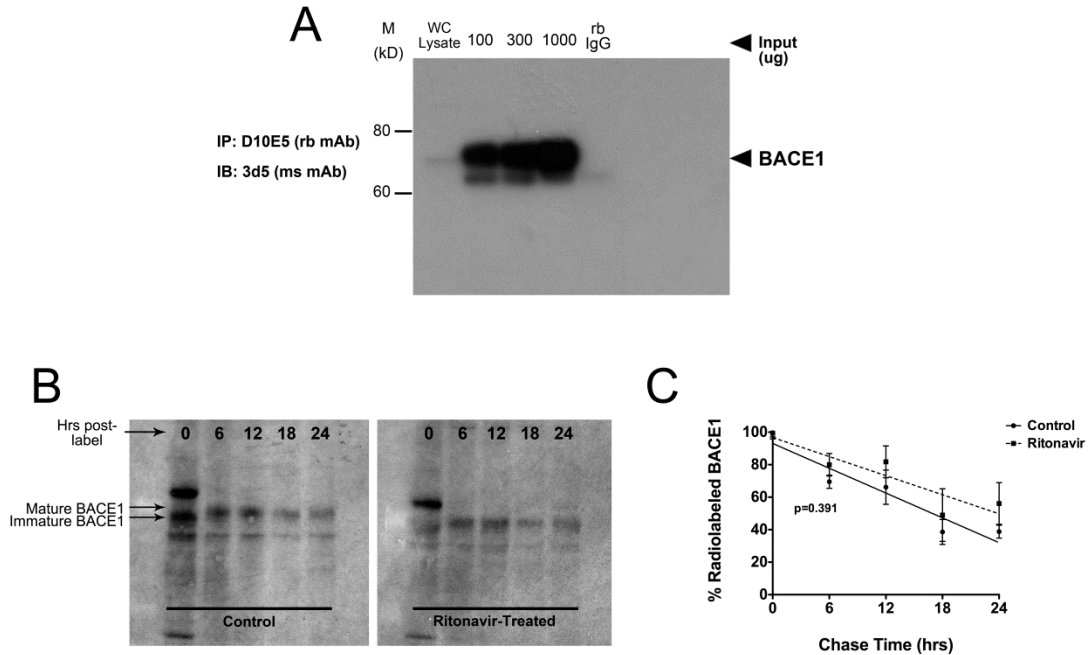 A
M
(kD)
WC
Lysate
100 300 1000
rb
IgG
Input
(ug)
80
60
IP: D10E5 (rb mAb)
IB: 3d5 (ms mAb)
BACE1
B
Hrs post-
label
0 6 12 18 24
0 6 12 18 24
Mature BACE1
Immature BACE1
Control
Ritonavir-Treated
C
Control
Ritonavir
% Radiolabeled BACE1
100
80
60
40
20
0
p=0.391
0 6 12 18 24
Chase Time (hrs)